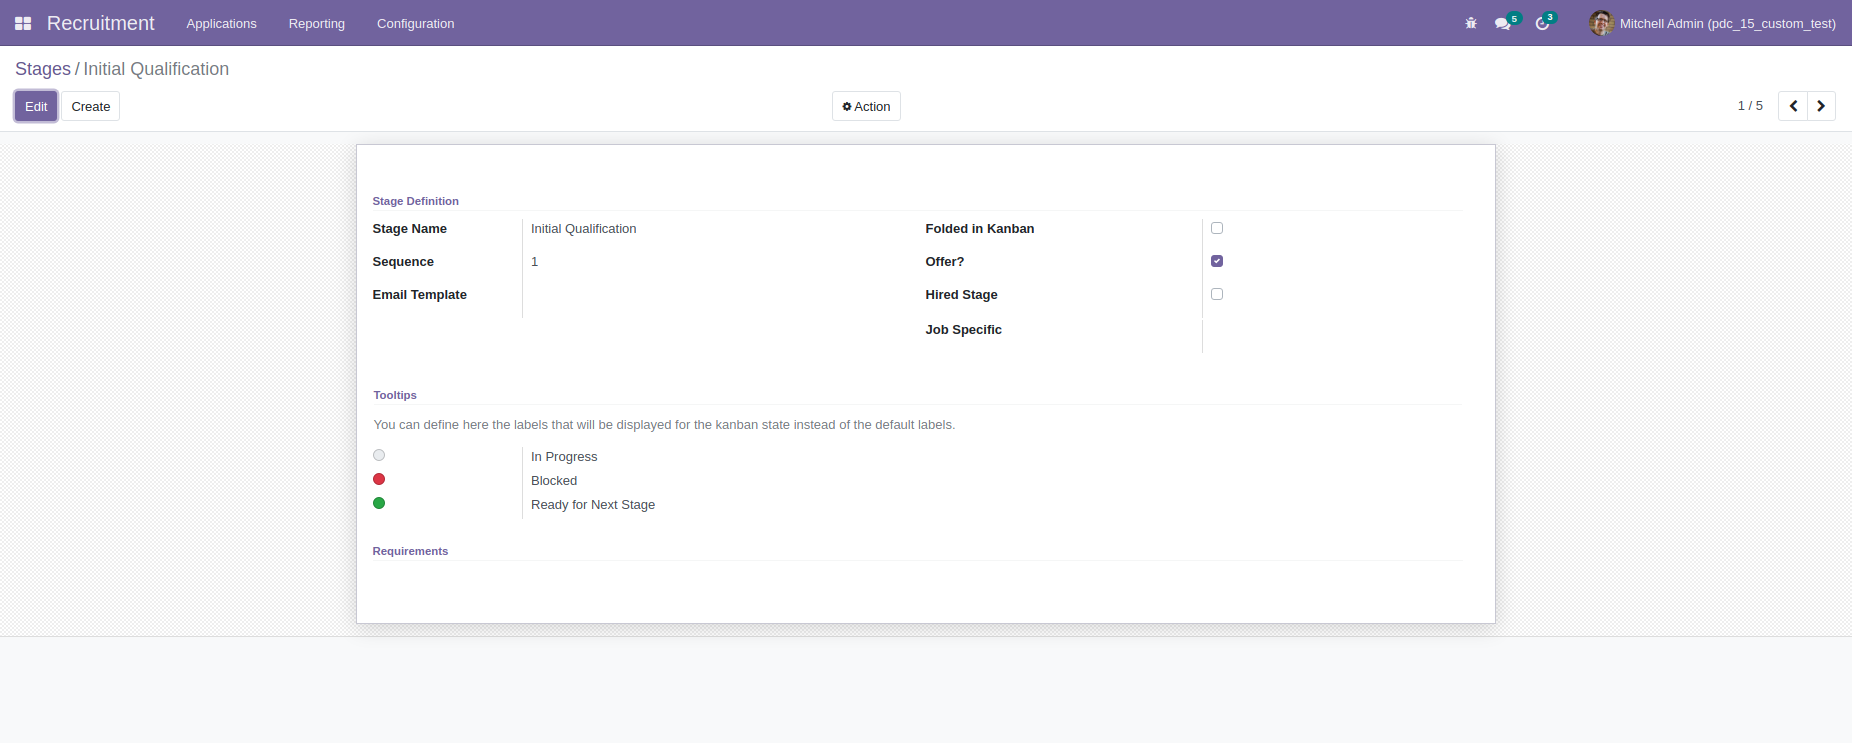 Recruitment Applications Reporting Configuration 5 3 Mitchell Admin (pdc_15_custom_test)
Stages / Initial Qualification
Edit Create Action 1 / 5
Stage Definition
Stage Name Initial Qualification
Sequence 1
Email Template
Folded in Kanban
Offer?
Hired Stage
Job Specific
Tooltips
You can define here the labels that will be displayed for the kanban state instead of the default labels.
In Progress
Blocked
Ready for Next Stage
Requirements